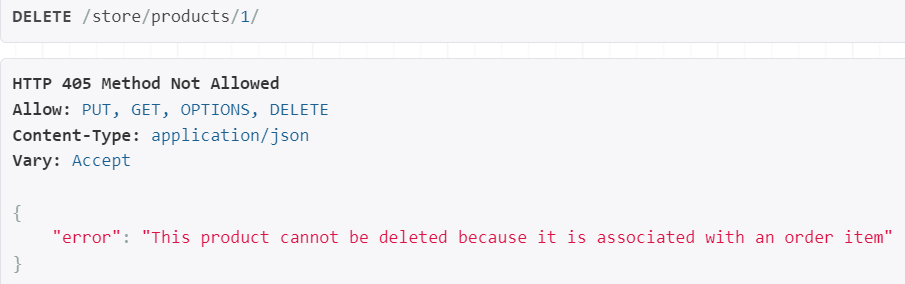 DELETE /store/products/1/
HTTP 405 Method Not Allowed
Allow: PUT, GET, OPTIONS, DELETE
Content-Type: application/json
Vary: Accept
{
"error": "This product cannot be deleted because it is associated with an order item"
}